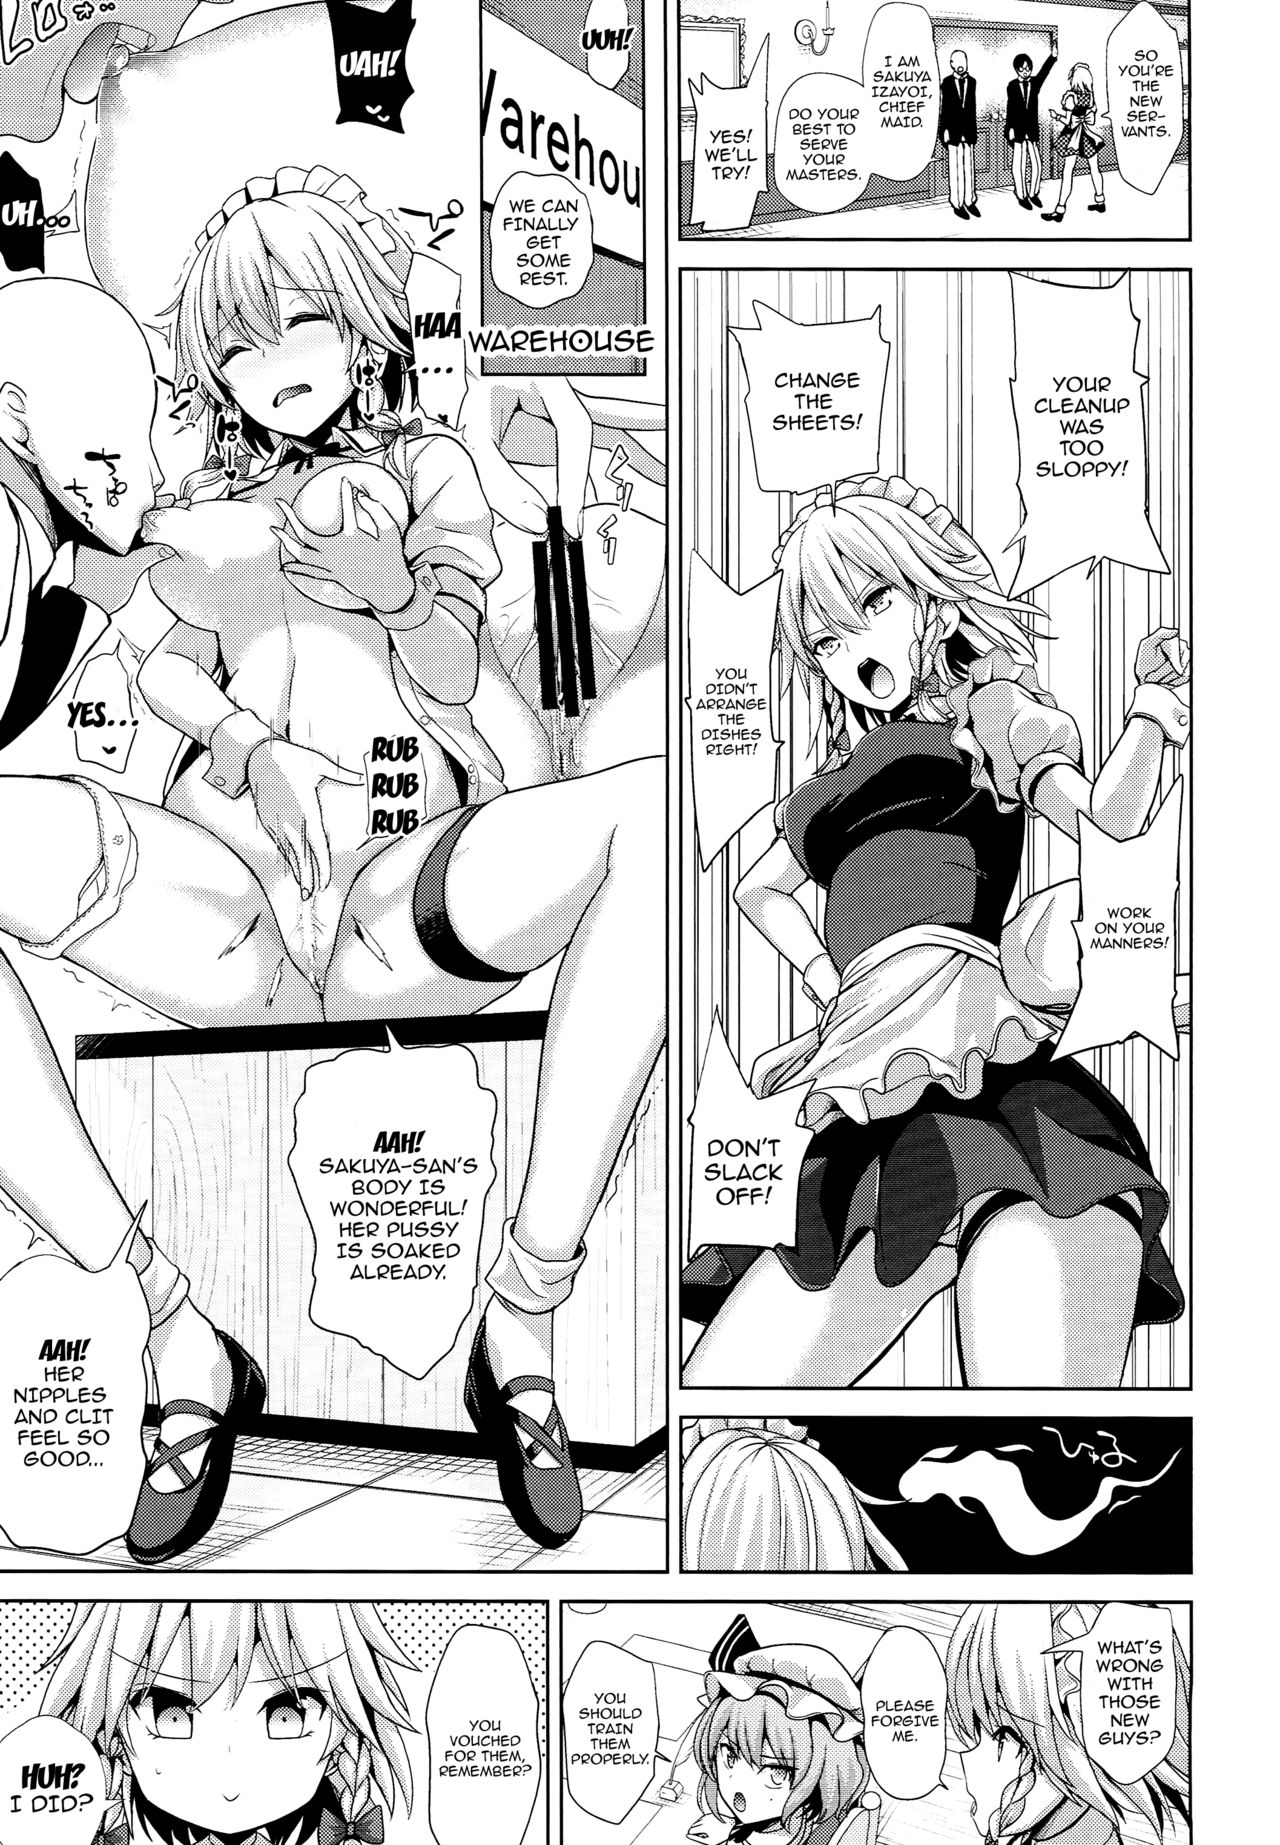 SO
YOU'RE
THE
NEW
SER-
VANTS.
I AM
SAKUYA
IZAYOI,
CHIEF
MAID.
DO YOUR
BEST TO
SERVE
YOUR
MASTERS.
YES!
WE'LL
TRY!
YOUR
CLEANUP
WAS
TOO
SLOPPY!
CHANGE
THE
SHEETS!
YOU
DIDN'T
ARRANGE
THE
DISHES
RIGHT!
WORK
ON YOUR
MANNERS!
DON'T
SLACK
OFF!
WHAT'S
WRONG
WITH
THOSE
NEW
GUYS?
PLEASE
FORGIVE
ME.
YOU
SHOULD
TRAIN
THEM
PROPERLY.
UUH!
Warehou
WE CAN
FINALLY
GET
SOME
REST.
WAREHOUSE
UAH!
UH...
HAA
...
YES...
RUB
RUB
RUB
AAH!
SAKUYA-SAN'S
BODY IS
WONDERFUL!
HER PUSSY
IS SOAKED
ALREADY.
AAH!
HER
NIPPLES
AND CLIT
FEEL SO
GOOD...
YOU
VOUCHED
FOR THEM,
REMEMBER?
HUH?
I DID?